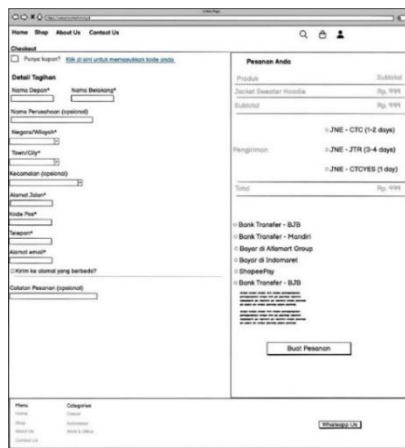 Home Shop About Us Contact Us
Checkout
Punya kupon? Klik di sini untuk memasukkan kode anda
Detail Tagihan
Nama Depan* Nama Belakang*
Nama Perusahaan (opsional)
Negara/Wilayah*
Town/City*
Kecamatan (opsional)
Alamat Jalan*
Kode Pos*
Telepon*
Alamat email*
Kirim ke alamat yang berbeda?
Catatan Pesanan (opsional)
Pesanan Anda
Produk Subtotal
Jacket Sweater Hoodie Rp. 999
Subtotal Rp. 999
Pengiriman
JNE - CTC (1-2 days)
JNE - JTR (3-4 days)
JNE - CTCYES (1 day)
Total Rp. 999
Bank Transfer - BJB
Bank Transfer - Mandiri
Bayar di Alfamart Group
Bayar di Indomaret
ShopeePay
Bank Transfer - BJB
Buat Pesanan
Menu
Home
Shop
About Us
Contact Us
Categories
Casual
Work & Office
Whatsapp Us